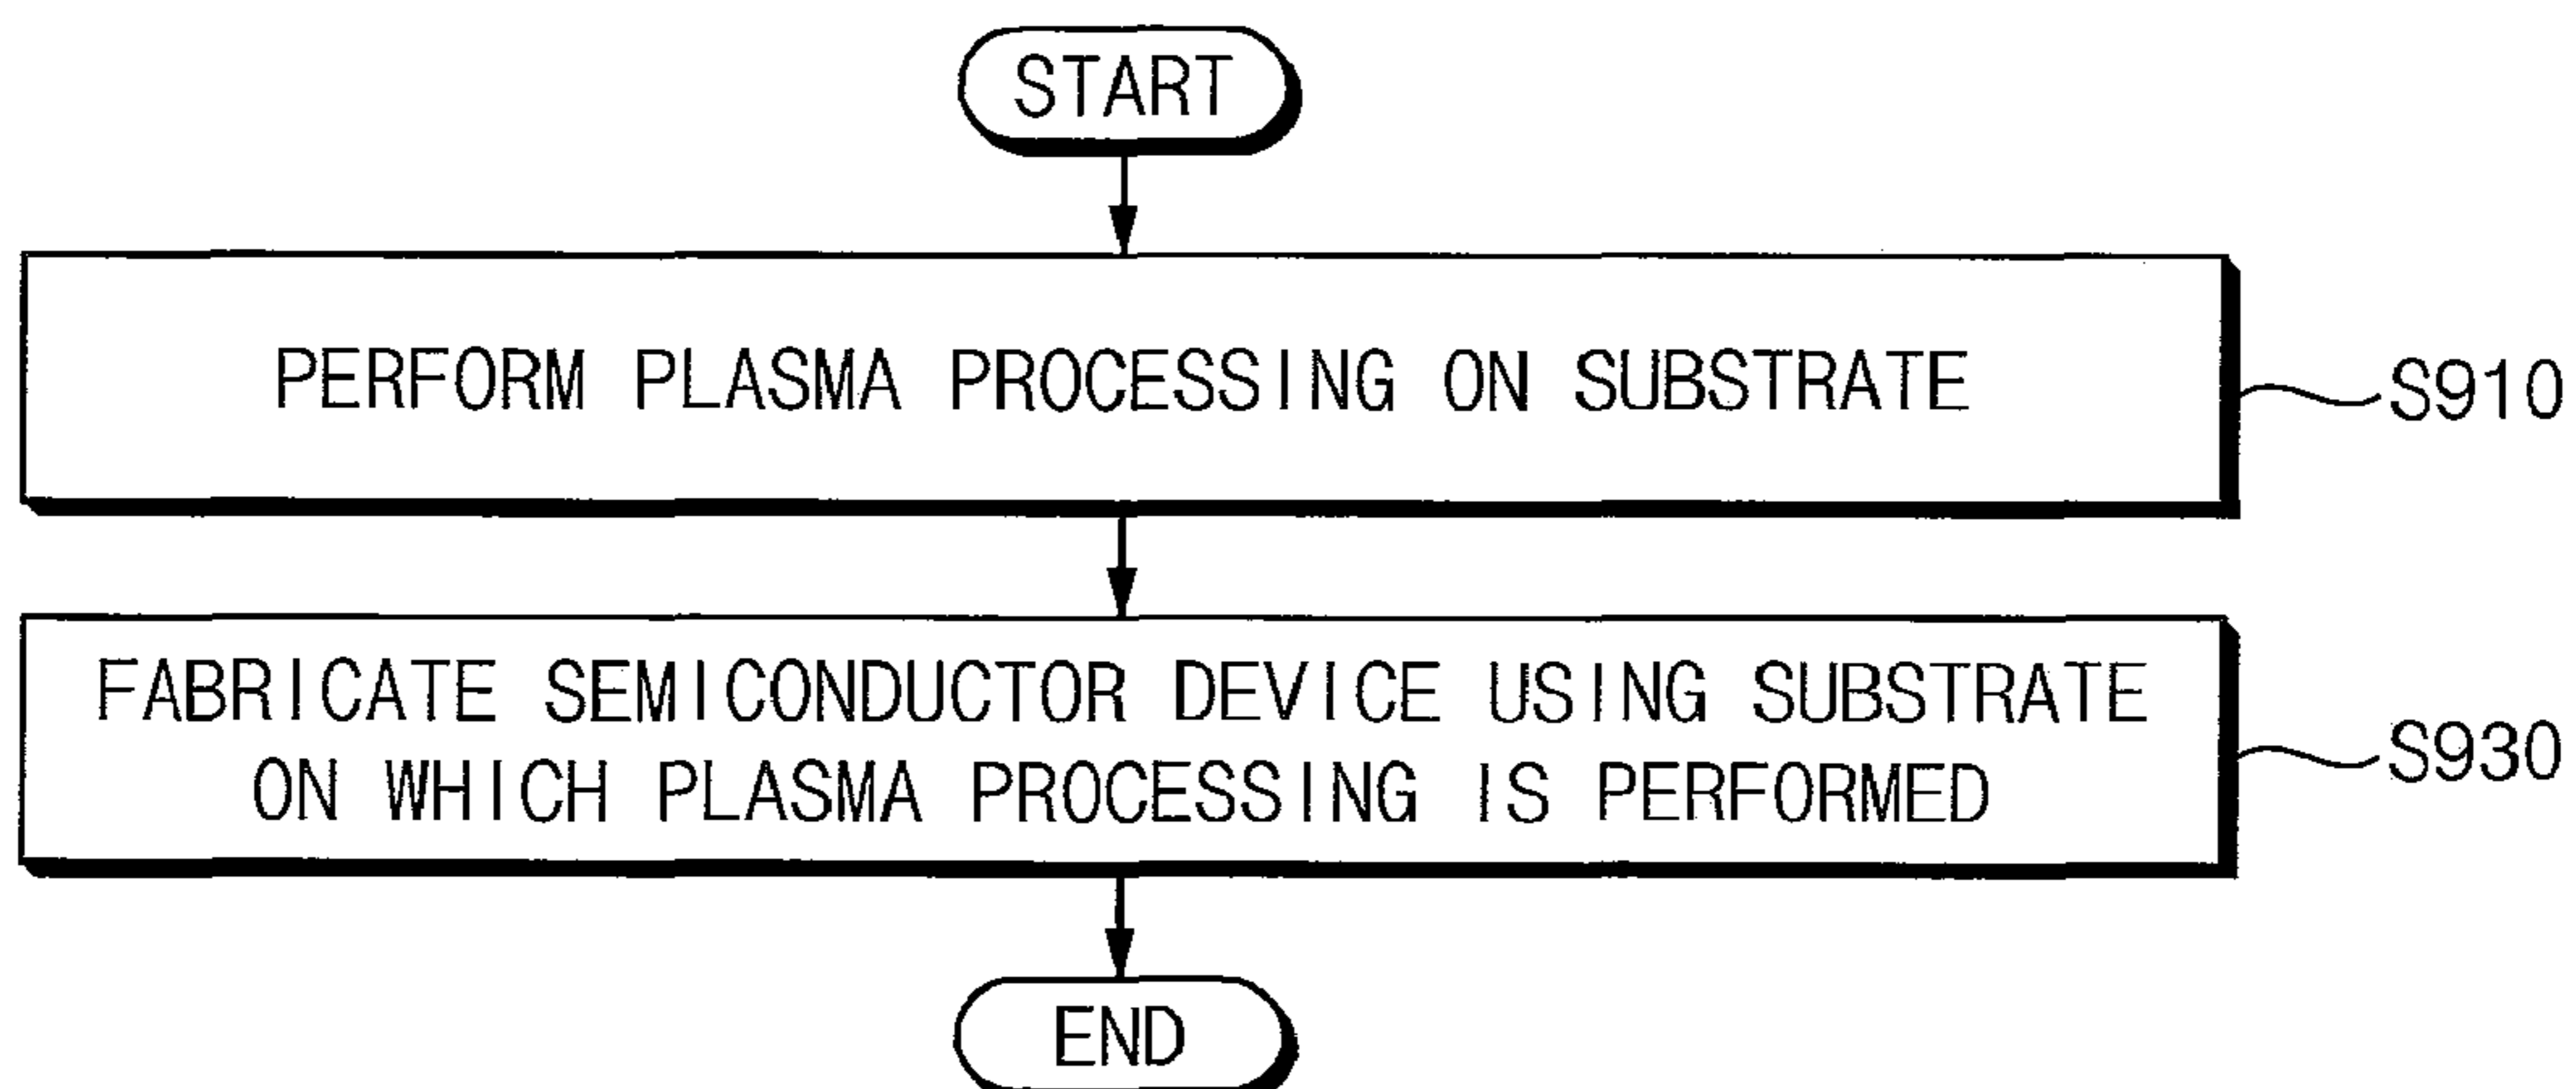 START
PERFORM PLASMA PROCESSING ON SUBSTRATE
S910
FABRICATE SEMICONDUCTOR DEVICE USING SUBSTRATE
ON WHICH PLASMA PROCESSING IS PERFORMED
S930
END